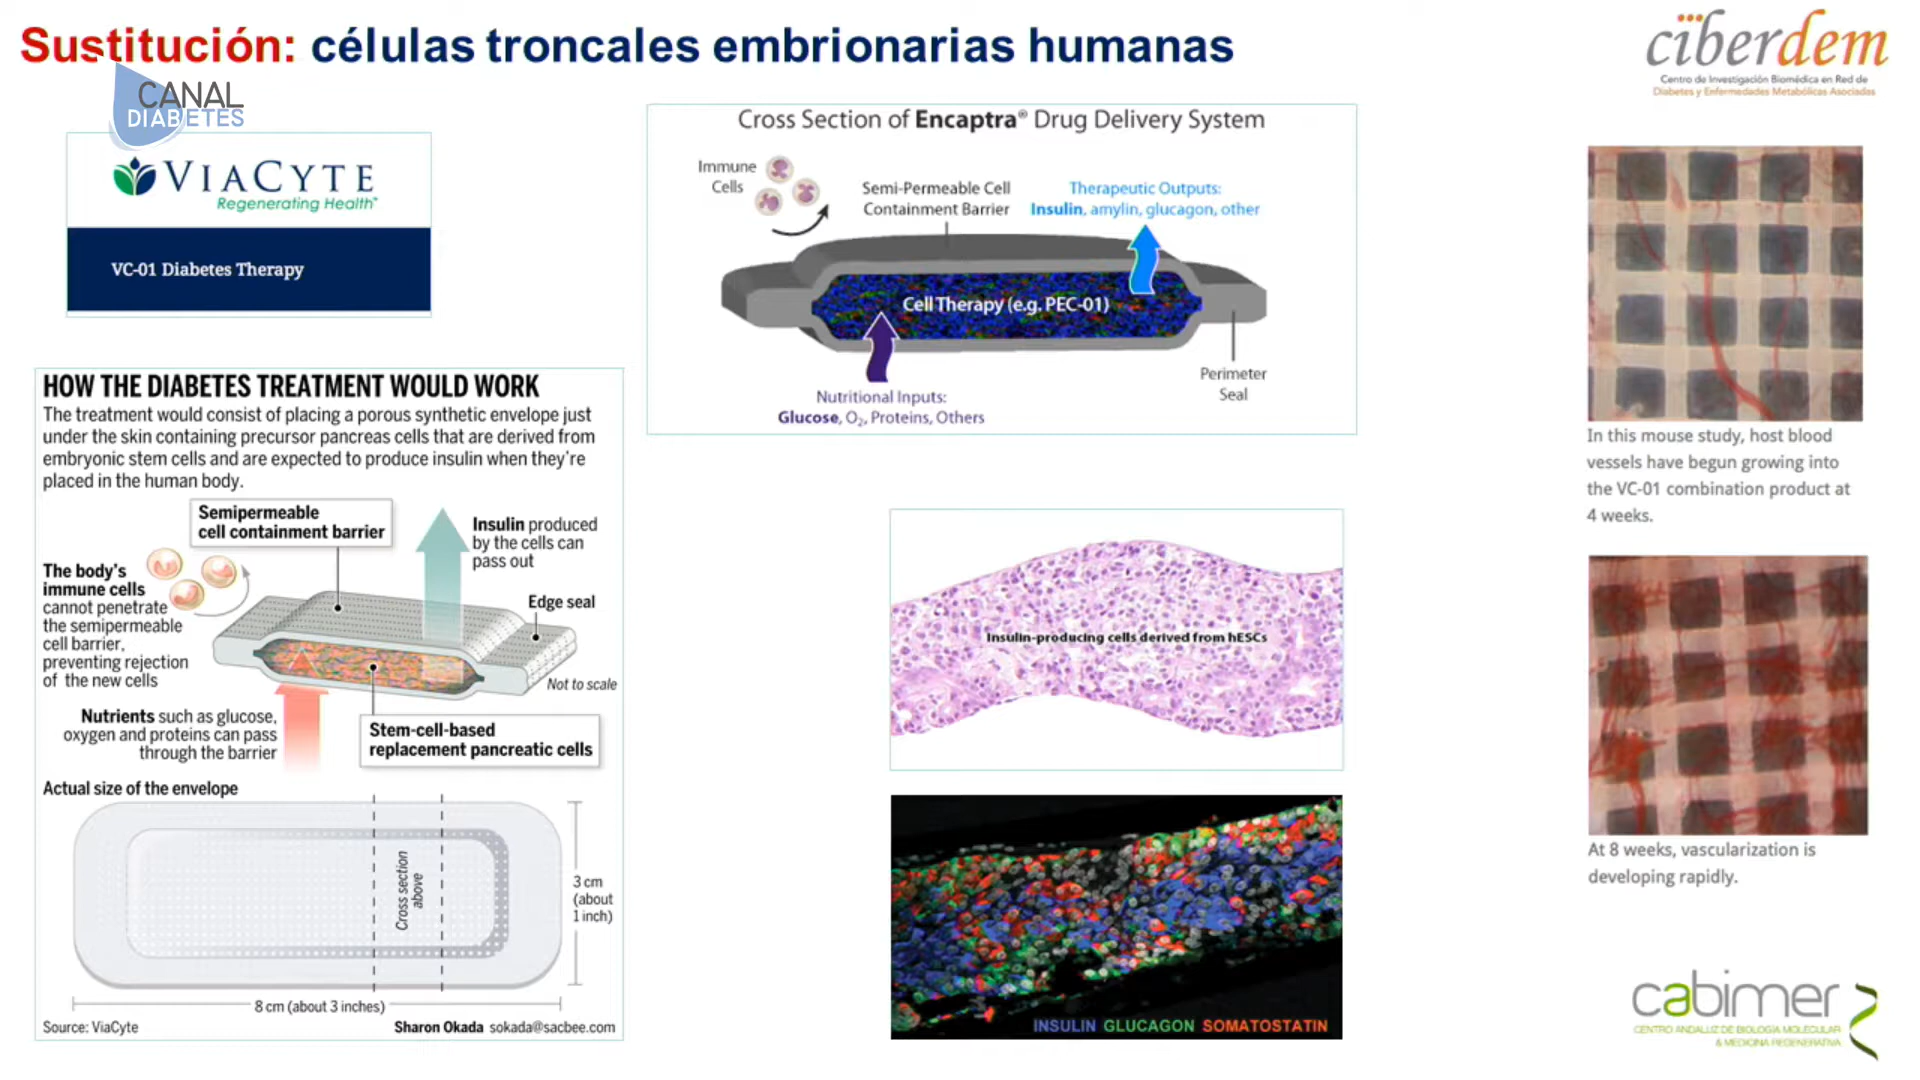 Sustitución: células troncales embrionarias humanas
CANAL
DIABETES
ciberdem
Centro de Investigación Biomédica en Red de
Diabetes y Enfermedades Metabólicas Asociadas
VIACYTE
Regenerating Health™
VC-01 Diabetes Therapy
HOW THE DIABETES TREATMENT WOULD WORK
The treatment would consist of placing a porous synthetic envelope just
under the skin containing precursor pancreas cells that are derived from
embryonic stem cells and are expected to produce insulin when they're
placed in the human body.
Semipermeable
cell containment barrier
Insulin produced
by the cells can
pass out
The body's
immune cells
cannot penetrate
the semipermeable
cell barrier,
preventing rejection
of the new cells
Edge seal
Not to scale
Nutrients such as glucose,
oxygen and proteins can pass
through the barrier
Stem-cell-based
replacement pancreatic cells
Actual size of the envelope
Cross section
above
3 cm
(about
1 inch)
8 cm (about 3 inches)
Source: ViaCyte
Sharon Okada sokada@sacbee.com
Cross Section of Encaptra® Drug Delivery System
Immune
Cells
Semi-Permeable Cell
Containment Barrier
Therapeutic Outputs:
Insulin, amylin, glucagon, other
Cell Therapy (e.g. PEC-01)
Nutritional Inputs:
Glucose, O₂, Proteins, Others
Perimeter
Seal
Insulin-producing cells derived from hESCs
INSULIN GLUCAGON SOMATOSTATIN
In this mouse study, host blood
vessels have begun growing into
the VC-01 combination product at
4 weeks.
At 8 weeks, vascularization is
developing rapidly.
cabimer
CENTRO ANDALUZ DE BIOLOGÍA MOLECULAR
& MEDICINA REGENERATIVA